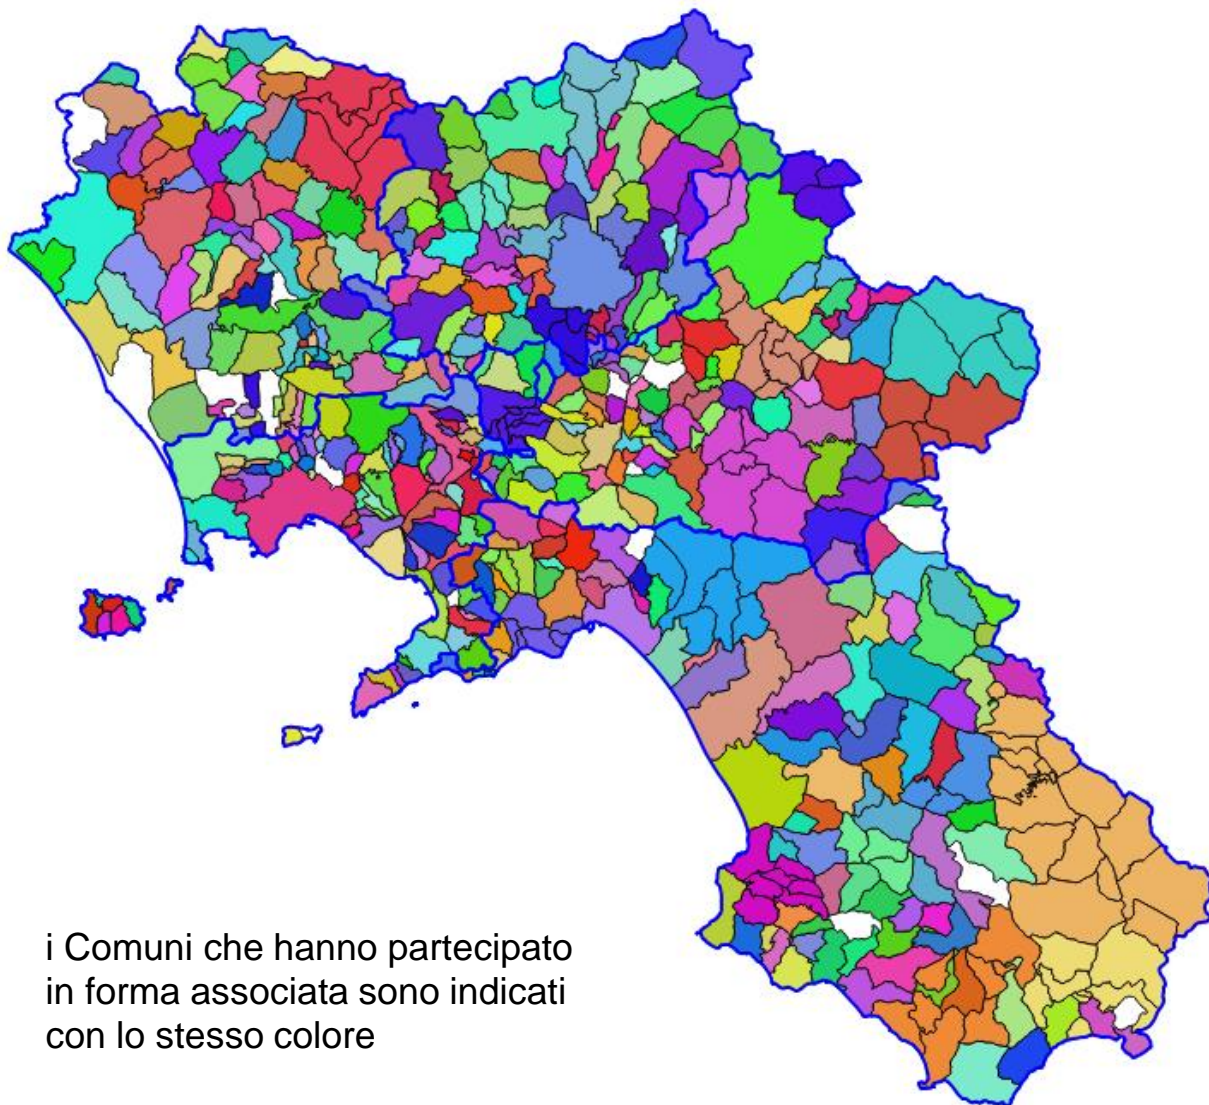 i Comuni che hanno partecipato
in forma associata sono indicati
con lo stesso colore